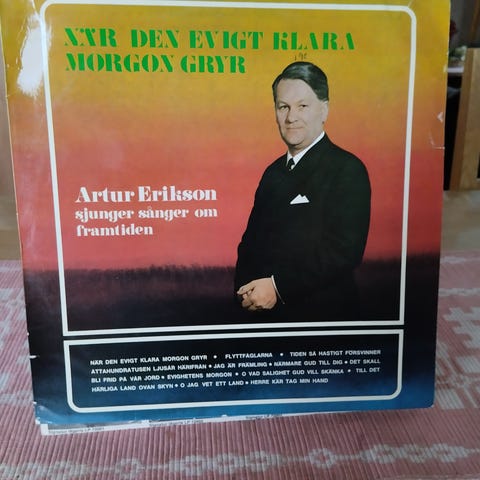 NÄR DEN EVIGT KLARA
MORGON GRYR
Artur Erikson
sjunger sånger om
framtiden
NÄR DEN EVIGT KLARA MORGON GRYR • FLYTTFÅGLARNA • TIDEN SÅ HASTIGT FÖRSVINNER
ÅTTAHUNDRATUSEN LJUSÅR HÄRIFRÅN • JAG ÄR FRÄMLING • NÄRMARE GUD TILL DIG • DET SKALL
BLI FRID PÅ VÅR JORD • EVIGHETENS MORGON • O VAD SALIGHET GUD VILL SKÄNKA • TILL DET
HÄRLIGA LAND OVAN SKYN • O JAG VET ETT LAND • HERRE KÄR TAG MIN HAND